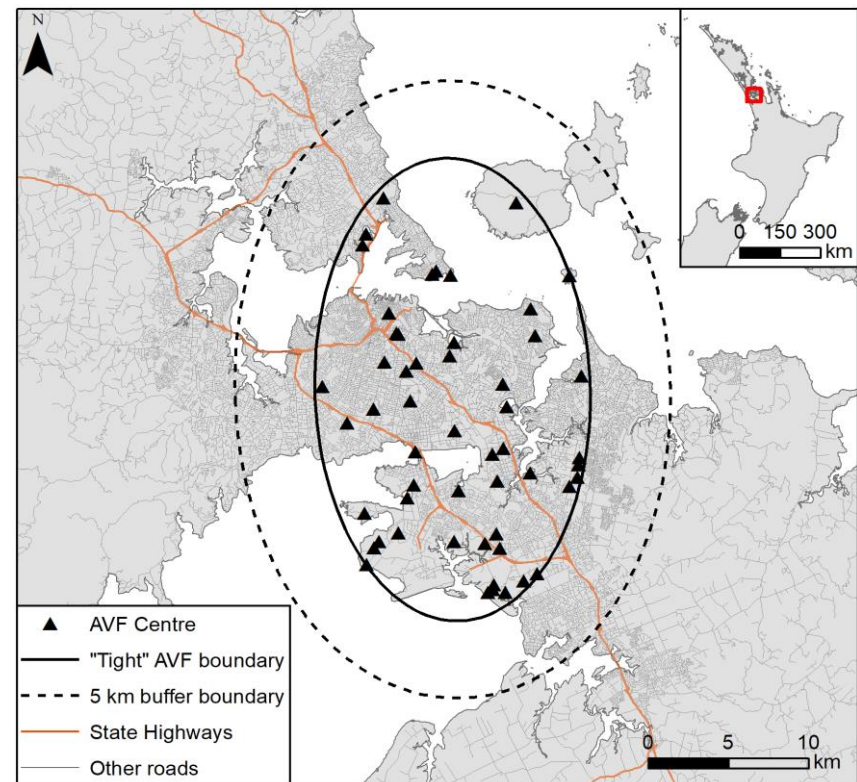 N
0 150 300
km
AVF Centre
"Tight" AVF boundary
5 km buffer boundary
State Highways
Other roads
0 5 10
km